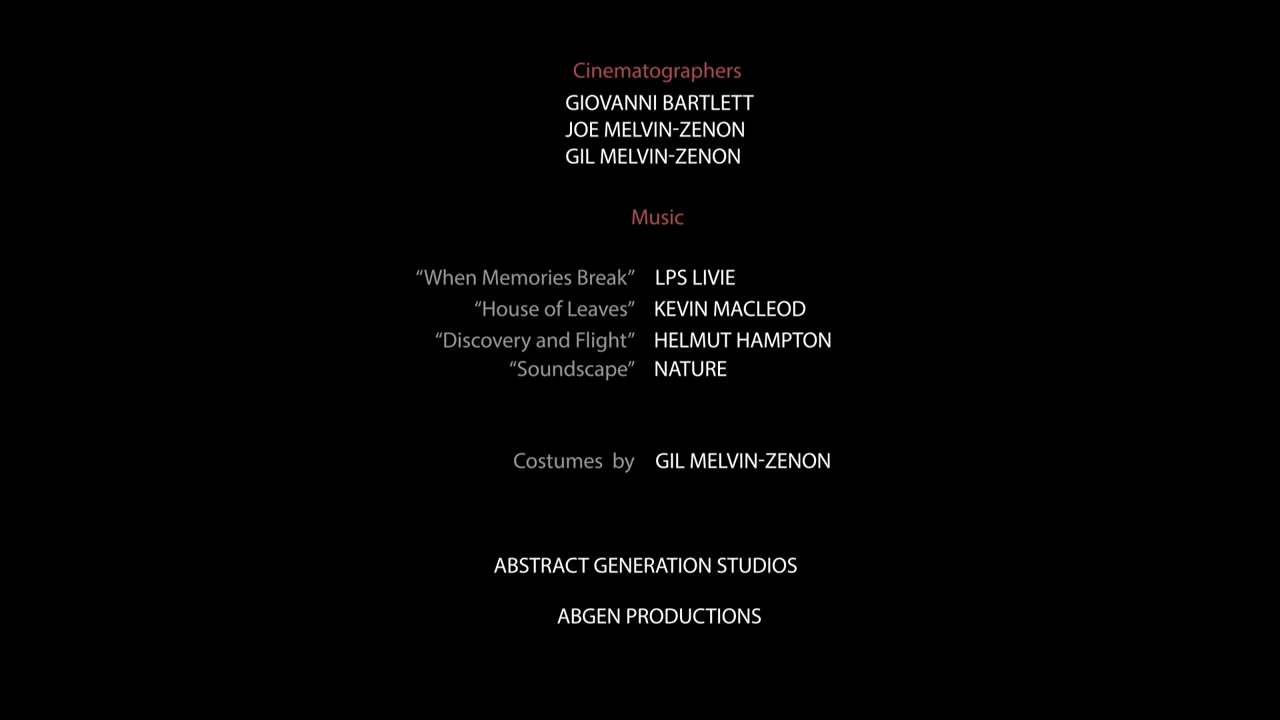 Cinematographers
GIOVANNI BARTLETT
JOE MELVIN-ZENON
GIL MELVIN-ZENON
Music
“When Memories Break” LPS LIVIE
“House of Leaves” KEVIN MACLEOD
“Discovery and Flight” HELMUT HAMPTON
“Soundscape” NATURE
Costumes by GIL MELVIN-ZENON
ABSTRACT GENERATION STUDIOS
ABGEN PRODUCTIONS